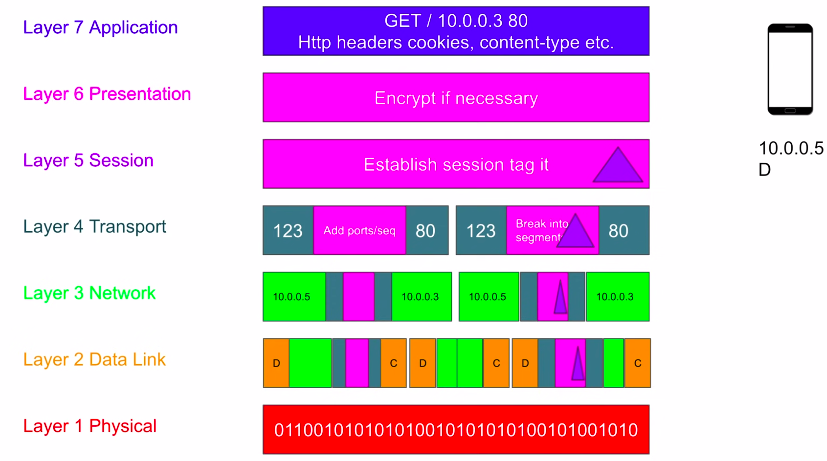 Layer 7 Application
GET / 10.0.0.3 80
Http headers cookies, content-type etc.
Layer 6 Presentation
Encrypt if necessary
Layer 5 Session
Establish session tag it
10.0.0.5
D
Layer 4 Transport
123
Add ports/seq
80
123
Break into
segment
80
Layer 3 Network
10.0.0.5
10.0.0.3
10.0.0.5
10.0.0.3
Layer 2 Data Link
D
C
D
C
D
C
Layer 1 Physical
0110010101010100101010101001010 01010